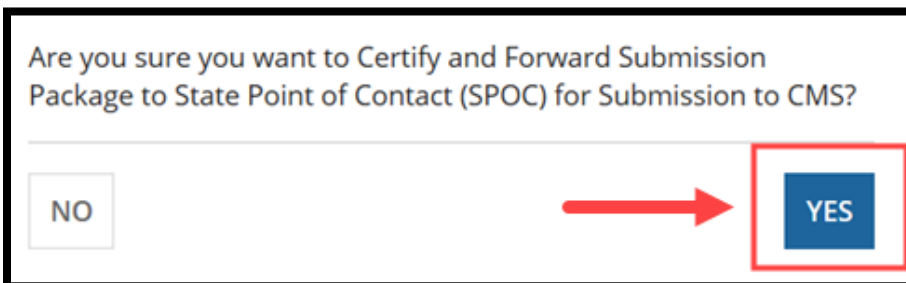 Are you sure you want to Certify and Forward Submission
Package to State Point of Contact (SPOC) for Submission to CMS?
NO
YES